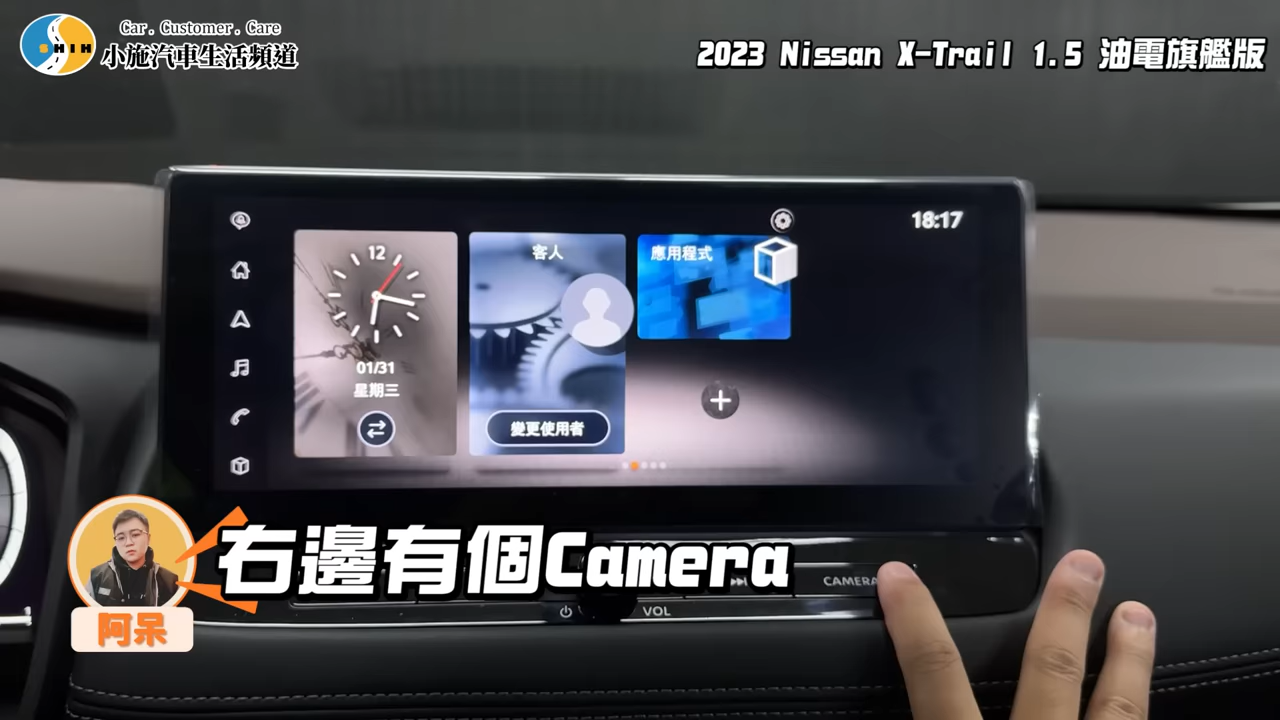 Car. Customer. Care
SHIH
小施汽車生活頻道
2023 Nissan X-Trail 1.5 油電旗艦版
18:17
12
01/31
星期三
客人
變更使用者
應用程式
右邊有個Camera
阿呆
CAMERA
VOL